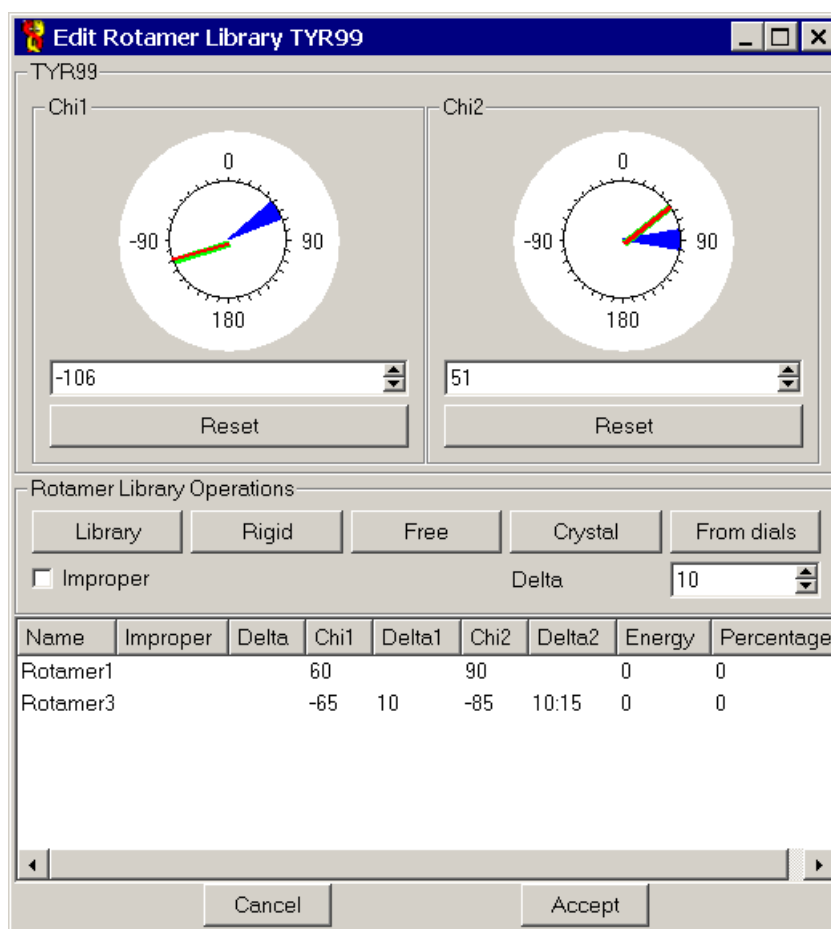 Edit Rotamer Library TYR99
TYR99
Chi1 Chi2
0 0
-90 90 -90 90
180 180
-106 51
Reset Reset
Rotamer Library Operations
Library Rigid Free Crystal From dials
Improper Delta 10
Name Improper Delta Chi1 Delta1 Chi2 Delta2 Energy Percentage
Rotamer1 60 90 0 0
Rotamer3 -65 10 -85 10:15 0 0
Cancel Accept